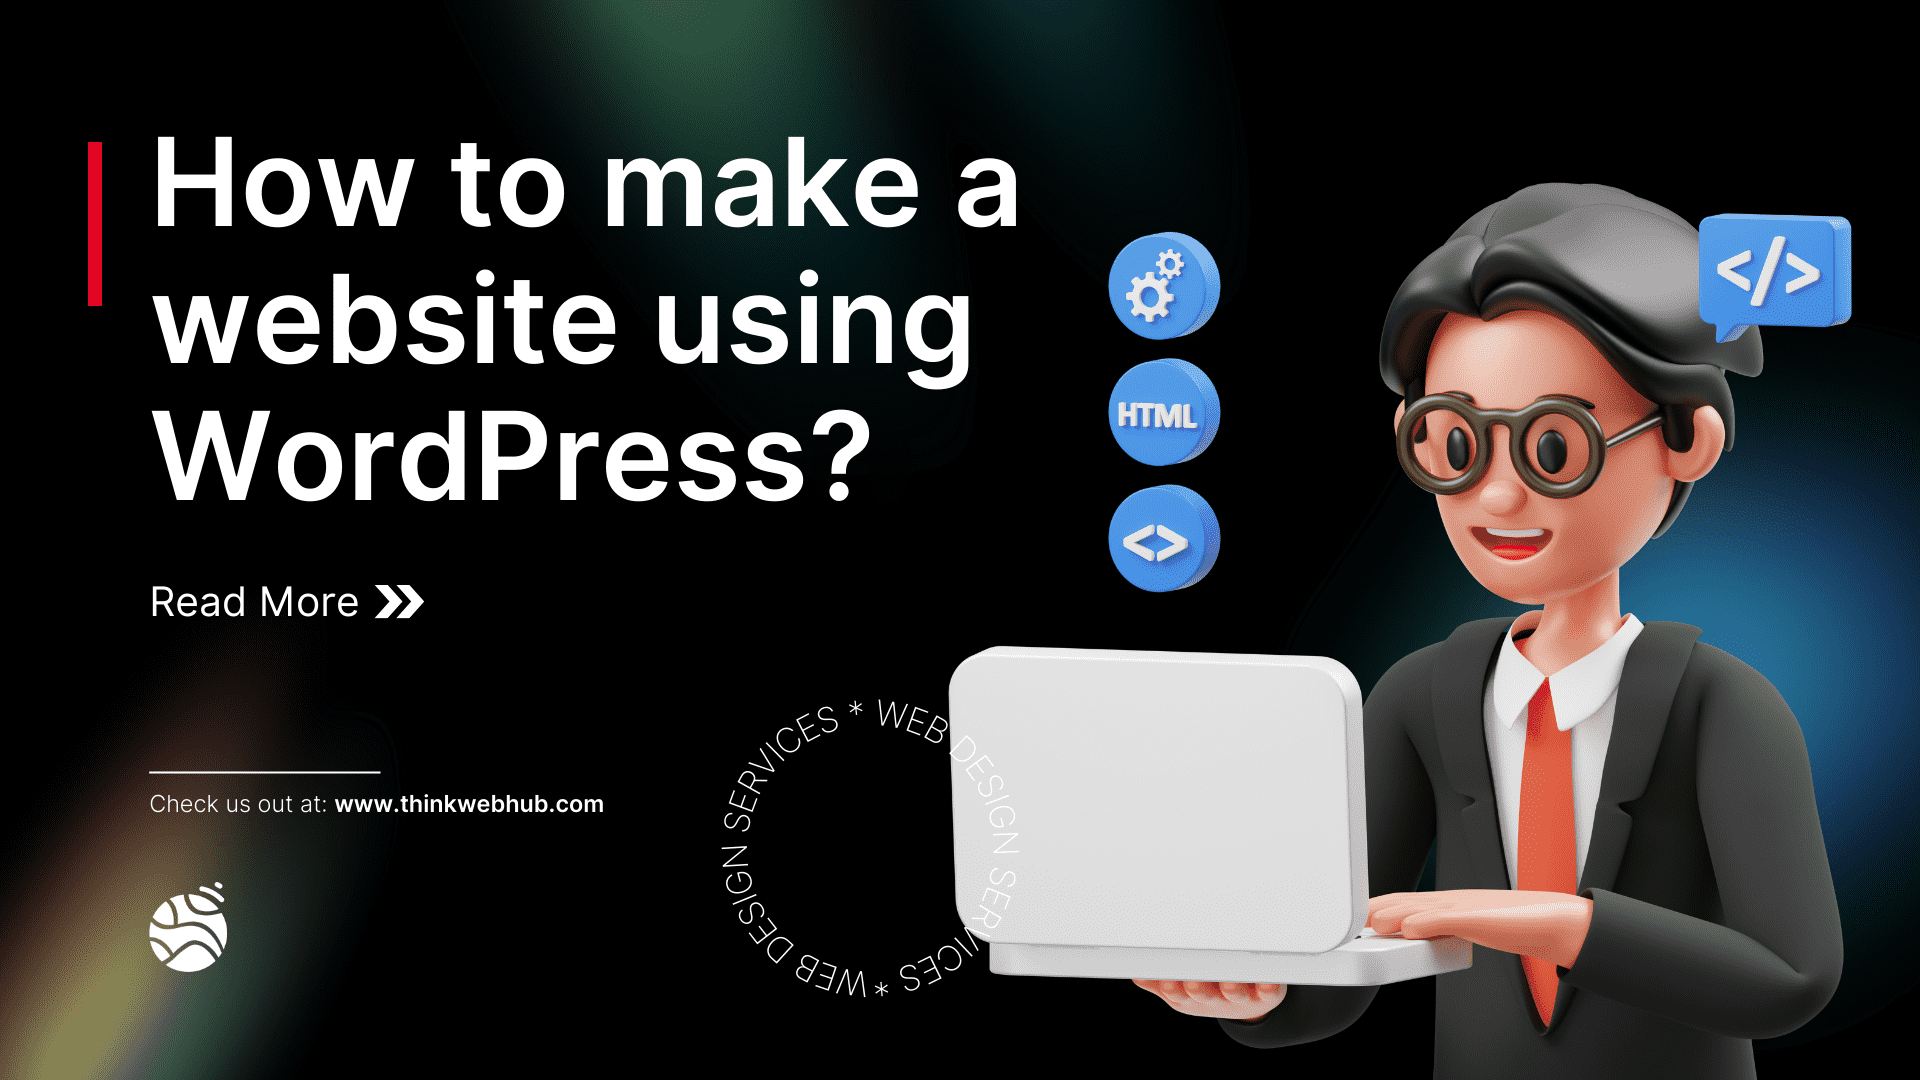 How to make a
website using
WordPress?
Read More
Check us out at: www.thinkwebhub.com
HTML
<>
</>
WEB DESIGN SERVICES * WEB DESIGN SERVICES *